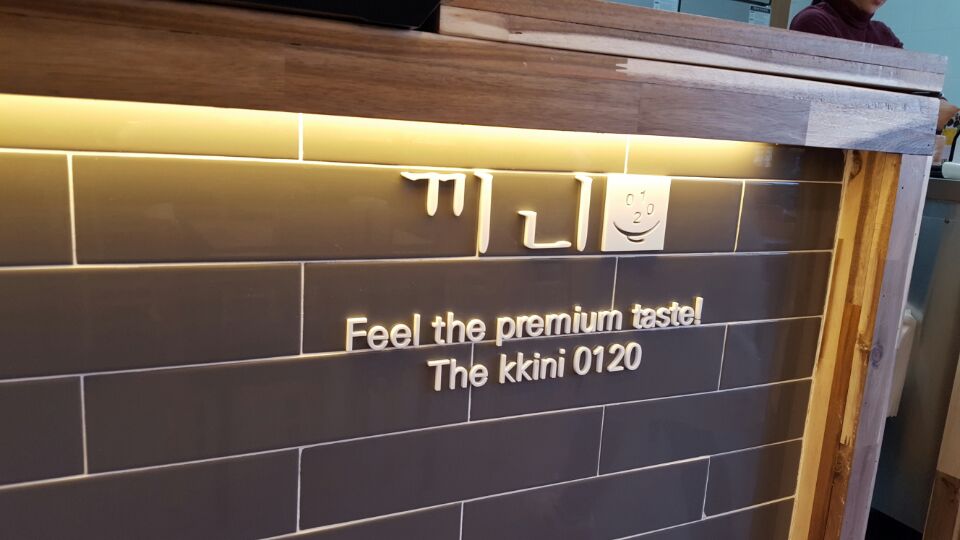 끼니 0120
Feel the premium taste!
The kkini 0120